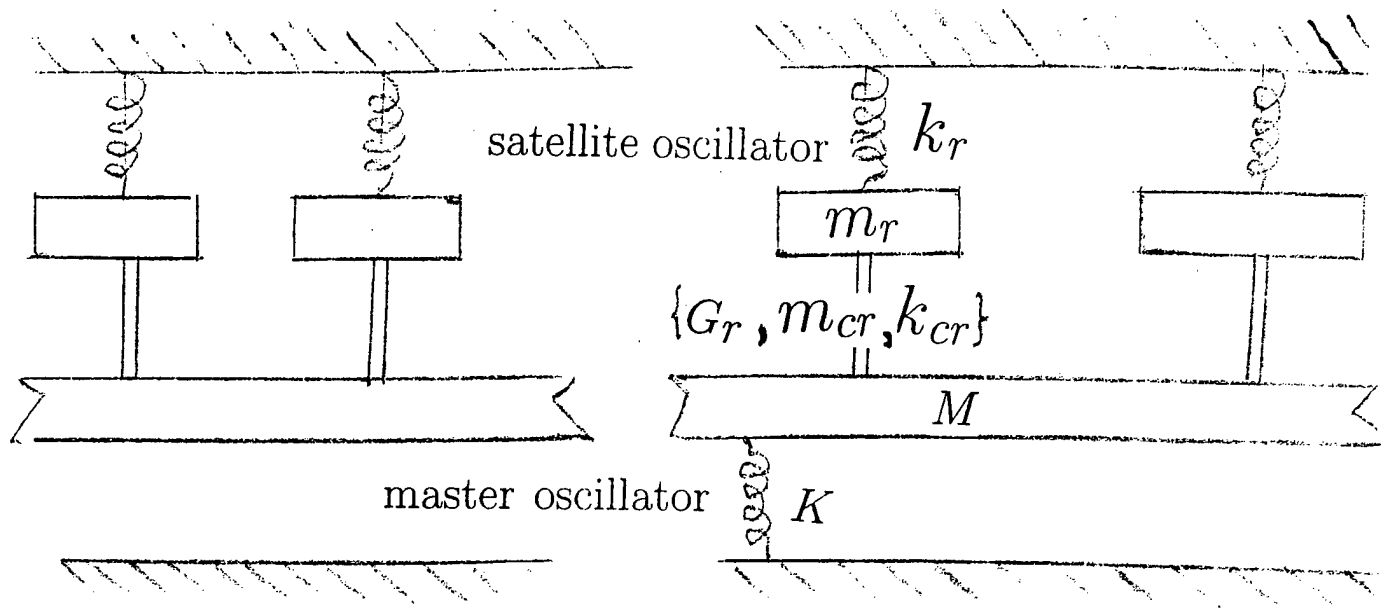 satellite oscillator k_r
m_r
{G_r, m_cr, k_cr}
M
master oscillator K